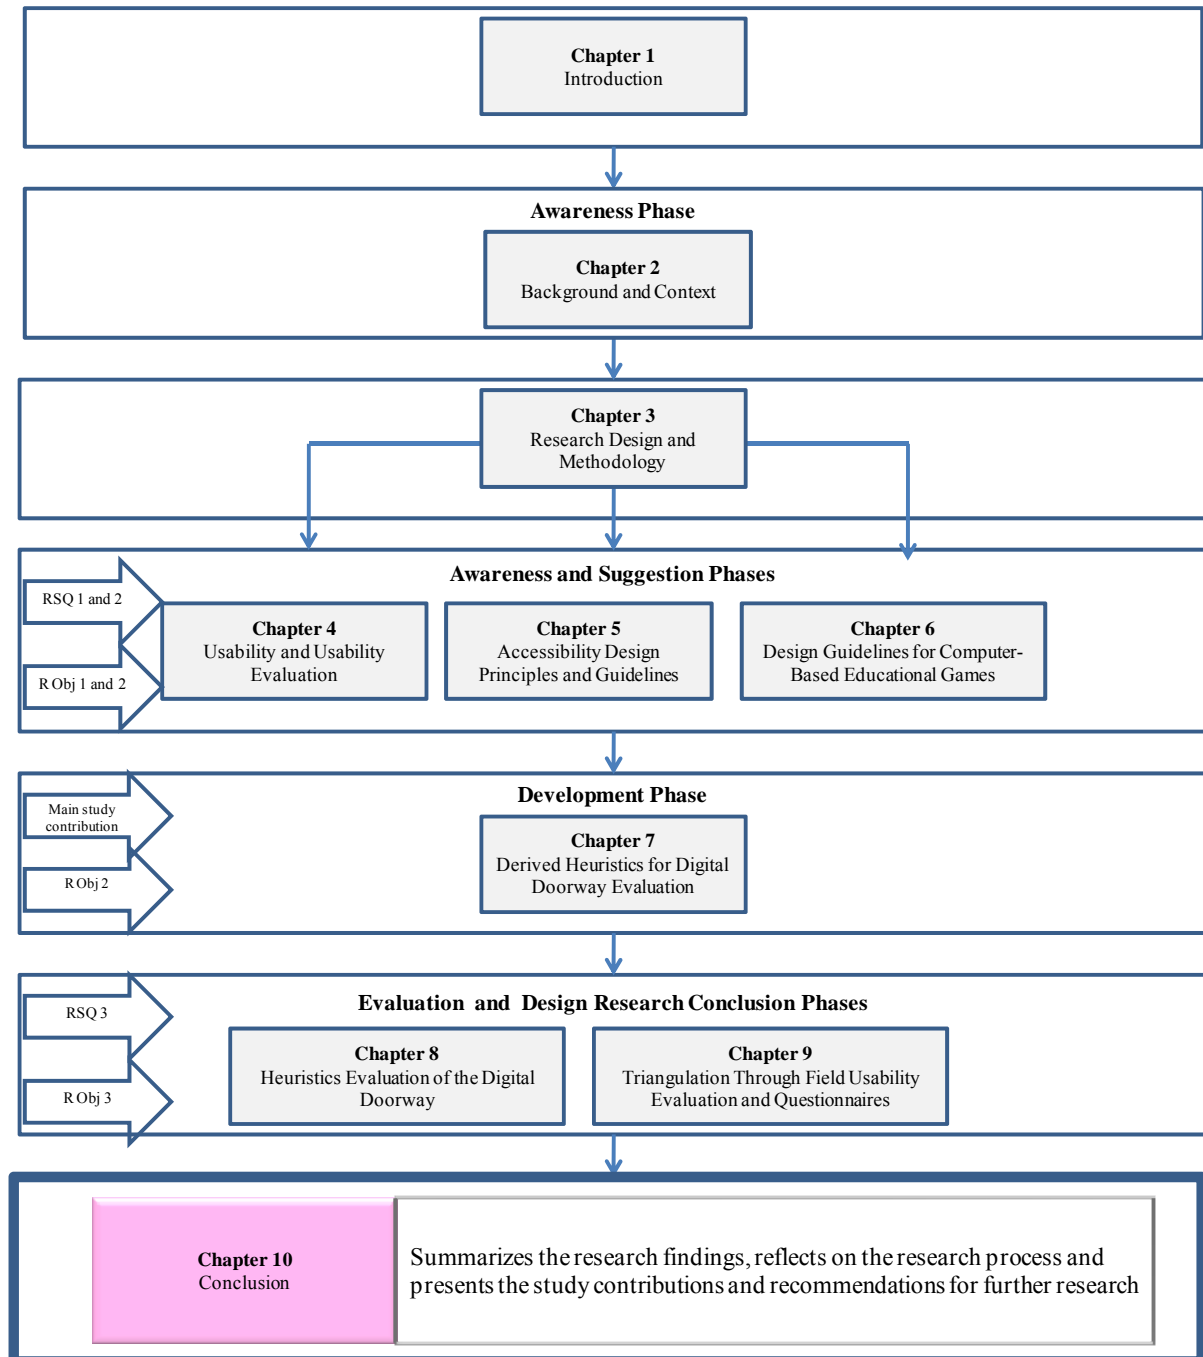 Chapter 1
Introduction
Awareness Phase
Chapter 2
Background and Context
Chapter 3
Research Design and
Methodology
Awareness and Suggestion Phases
RSQ 1 and 2
R Obj 1 and 2
Chapter 4
Usability and Usability
Evaluation
Chapter 5
Accessibility Design
Principles and Guidelines
Chapter 6
Design Guidelines for Computer-
Based Educational Games
Development Phase
Main study
contribution
R Obj 2
Chapter 7
Derived Heuristics for Digital
Doorway Evaluation
Evaluation and Design Research Conclusion Phases
RSQ 3
R Obj 3
Chapter 8
Heuristics Evaluation of the Digital
Doorway
Chapter 9
Triangulation Through Field Usability
Evaluation and Questionnaires
Chapter 10
Conclusion
Summarizes the research findings, reflects on the research process and
presents the study contributions and recommendations for further research